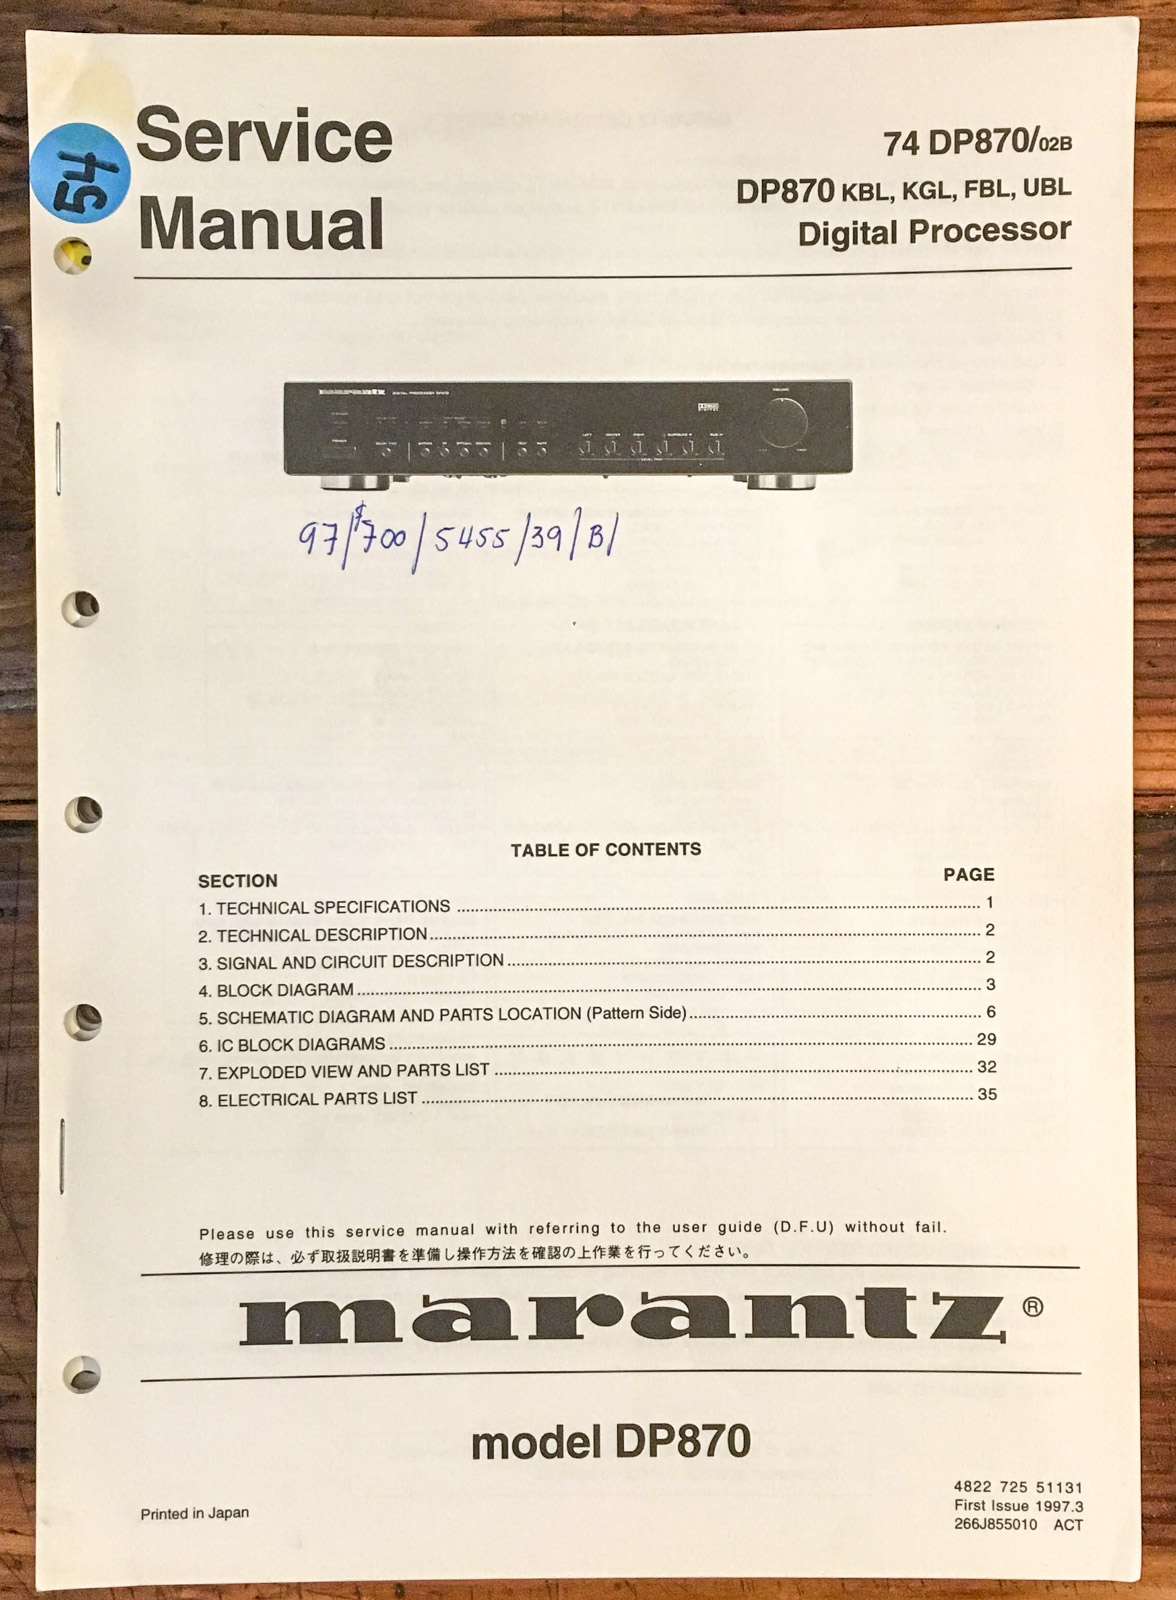 Service
Manual
54
74 DP870/02B
DP870 KBL, KGL, FBL, UBL
Digital Processor
marantz DIGITAL PROCESSOR DP870
VOLUME
POWER
97/$700/5455/39/B/
TABLE OF CONTENTS
SECTION PAGE
1. TECHNICAL SPECIFICATIONS ........ 1
2. TECHNICAL DESCRIPTION ........ 2
3. SIGNAL AND CIRCUIT DESCRIPTION ........ 2
4. BLOCK DIAGRAM ........ 3
5. SCHEMATIC DIAGRAM AND PARTS LOCATION (Pattern Side) ........ 6
6. IC BLOCK DIAGRAMS ........ 29
7. EXPLODED VIEW AND PARTS LIST ........ 32
8. ELECTRICAL PARTS LIST ........ 35
Please use this service manual with referring to the user guide (D.F.U) without fail.
修理の際は、必ず取扱説明書を準備し操作方法を確認の上作業を行ってください。
marantz ®
model DP870
Printed in Japan
4822 725 51131
First Issue 1997.3
266J855010 ACT